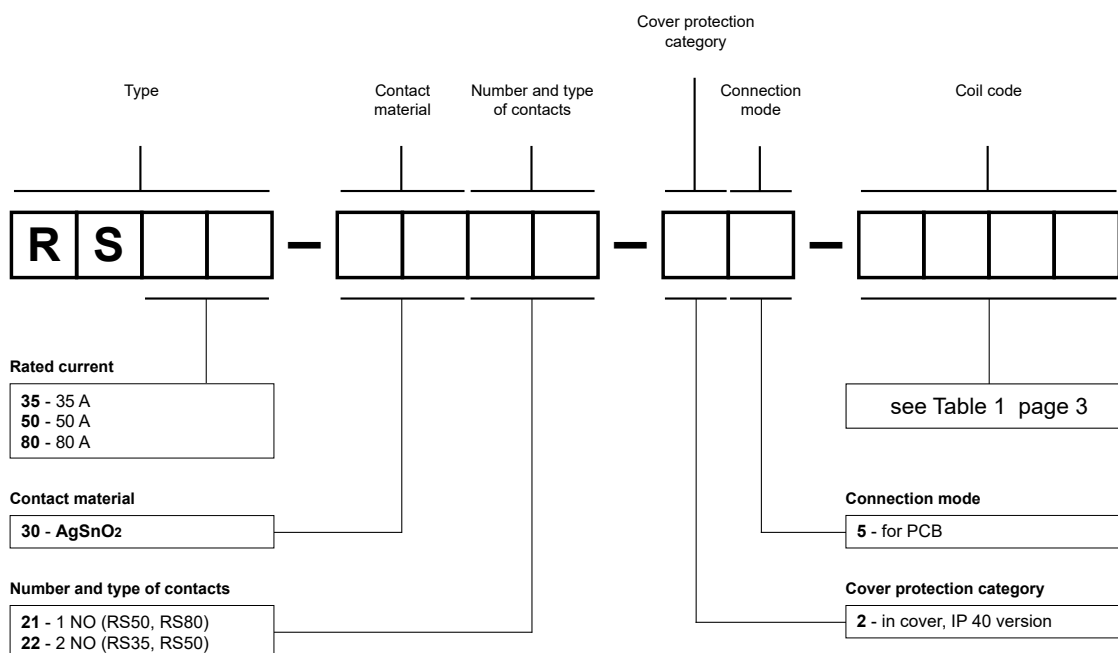 Cover protection
category
Type
Contact
material
Number and type
of contacts
Connection
mode
Coil code
R S – – –
Rated current
35 - 35 A
50 - 50 A
80 - 80 A
see Table 1 page 3
Contact material
30 - AgSnO2
Connection mode
5 - for PCB
Number and type of contacts
21 - 1 NO (RS50, RS80)
22 - 2 NO (RS35, RS50)
Cover protection category
2 - in cover, IP 40 version